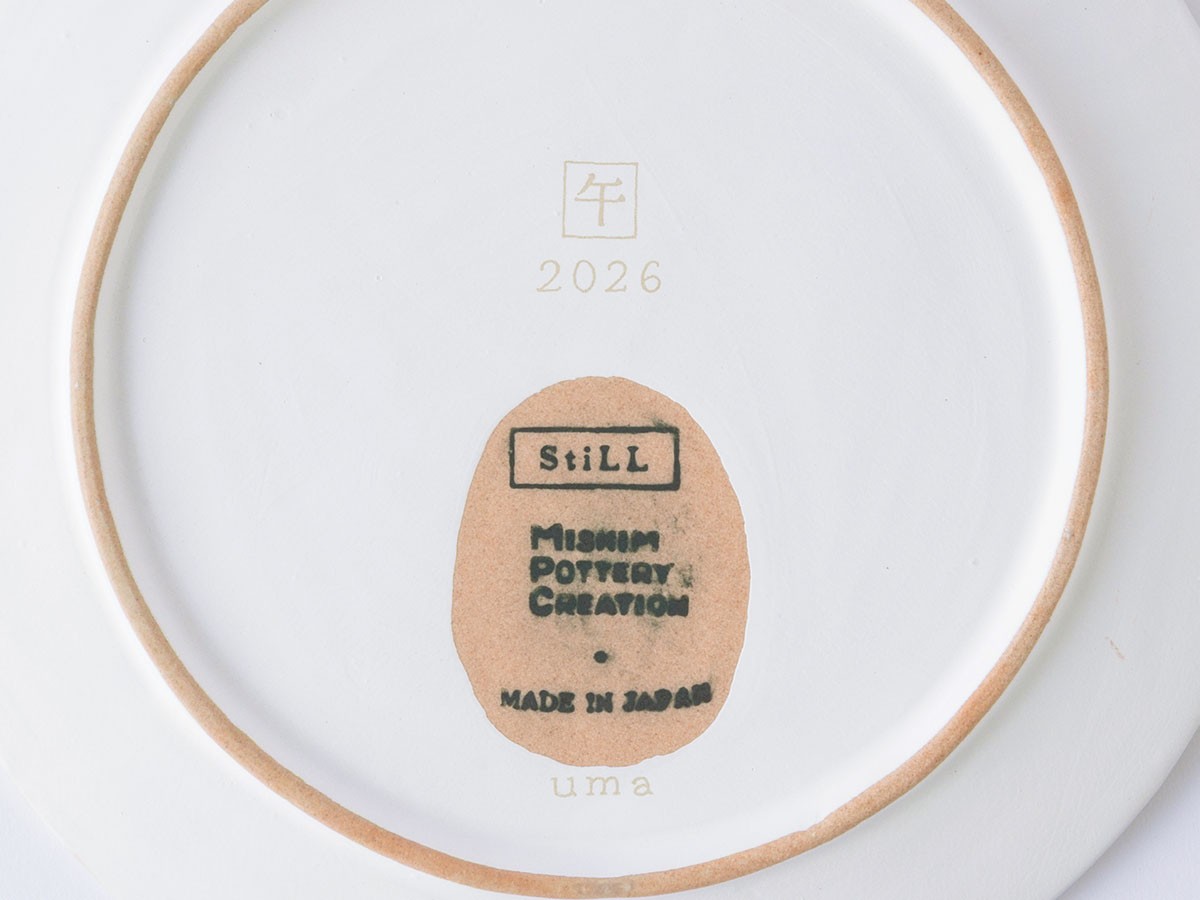 午
2026
StiLL
MISHIM
POTTERY
CREATION
•
MADE IN JAPAN
uma